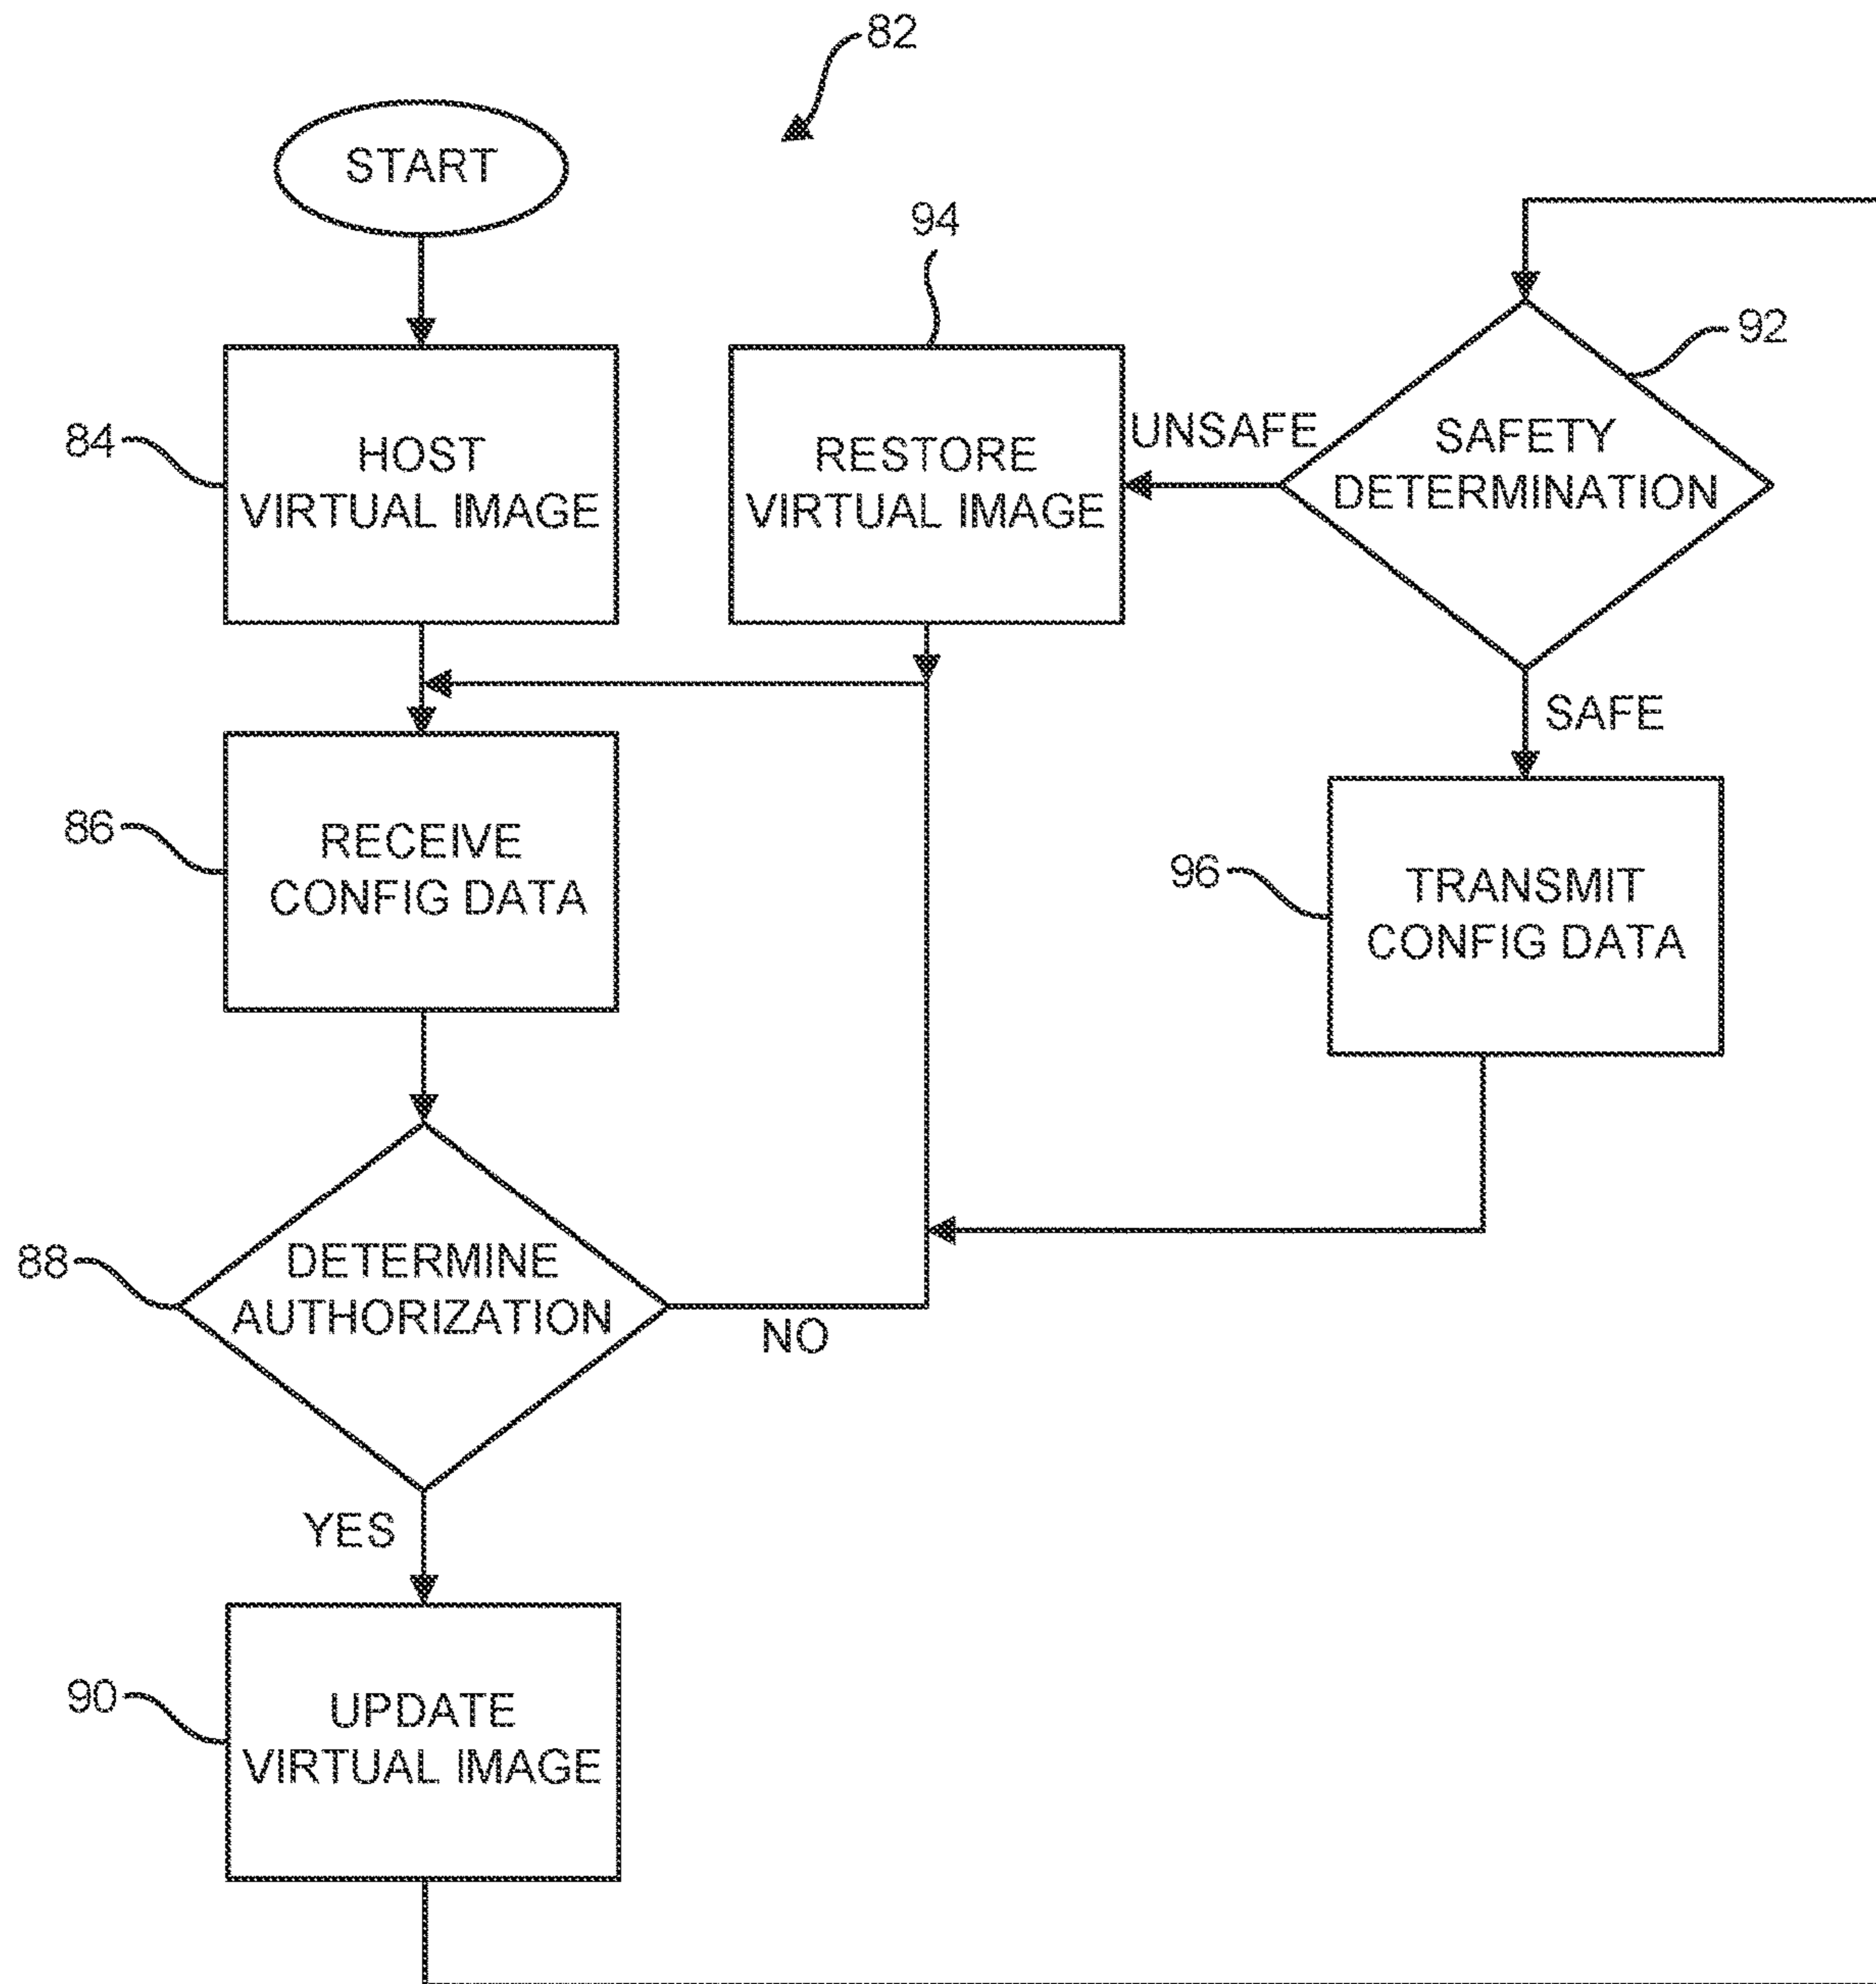 82
START
84
HOST
VIRTUAL IMAGE
94
RESTORE
VIRTUAL IMAGE
UNSAFE
92
SAFETY
DETERMINATION
SAFE
86
RECEIVE
CONFIG DATA
96
TRANSMIT
CONFIG DATA
88
DETERMINE
AUTHORIZATION
NO
YES
90
UPDATE
VIRTUAL IMAGE